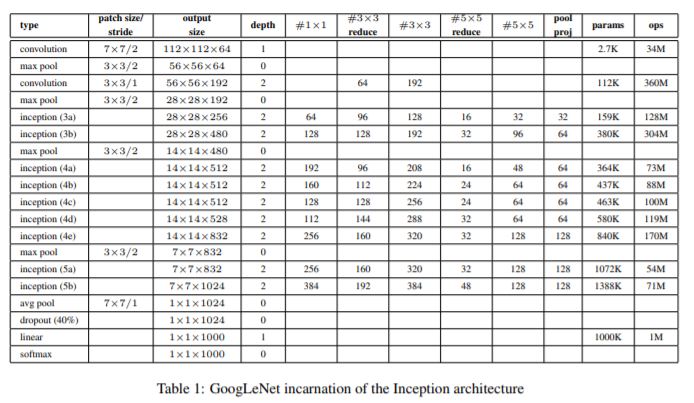 type patch size/ stride output size depth #1×1 #3×3 reduce #3×3 #5×5 reduce #5×5 pool proj params ops
convolution 7×7/2 112×112×64 1 2.7K 34M
max pool 3×3/2 56×56×64 0
convolution 3×3/1 56×56×192 2 64 192 112K 360M
max pool 3×3/2 28×28×192 0
inception (3a) 28×28×256 2 64 96 128 16 32 32 159K 128M
inception (3b) 28×28×480 2 128 128 192 32 96 64 380K 304M
max pool 3×3/2 14×14×480 0
inception (4a) 14×14×512 2 192 96 208 16 48 64 364K 73M
inception (4b) 14×14×512 2 160 112 224 24 64 64 437K 88M
inception (4c) 14×14×512 2 128 128 256 24 64 64 463K 100M
inception (4d) 14×14×528 2 112 144 288 32 64 64 580K 119M
inception (4e) 14×14×832 2 256 160 320 32 128 128 840K 170M
max pool 3×3/2 7×7×832 0
inception (5a) 7×7×832 2 256 160 320 32 128 128 1072K 54M
inception (5b) 7×7×1024 2 384 192 384 48 128 128 1388K 71M
avg pool 7×7/1 1×1×1024 0
dropout (40%) 1×1×1024 0
linear 1×1×1000 1 1000K 1M
softmax 1×1×1000 0
Table 1: GoogLeNet incarnation of the Inception architecture